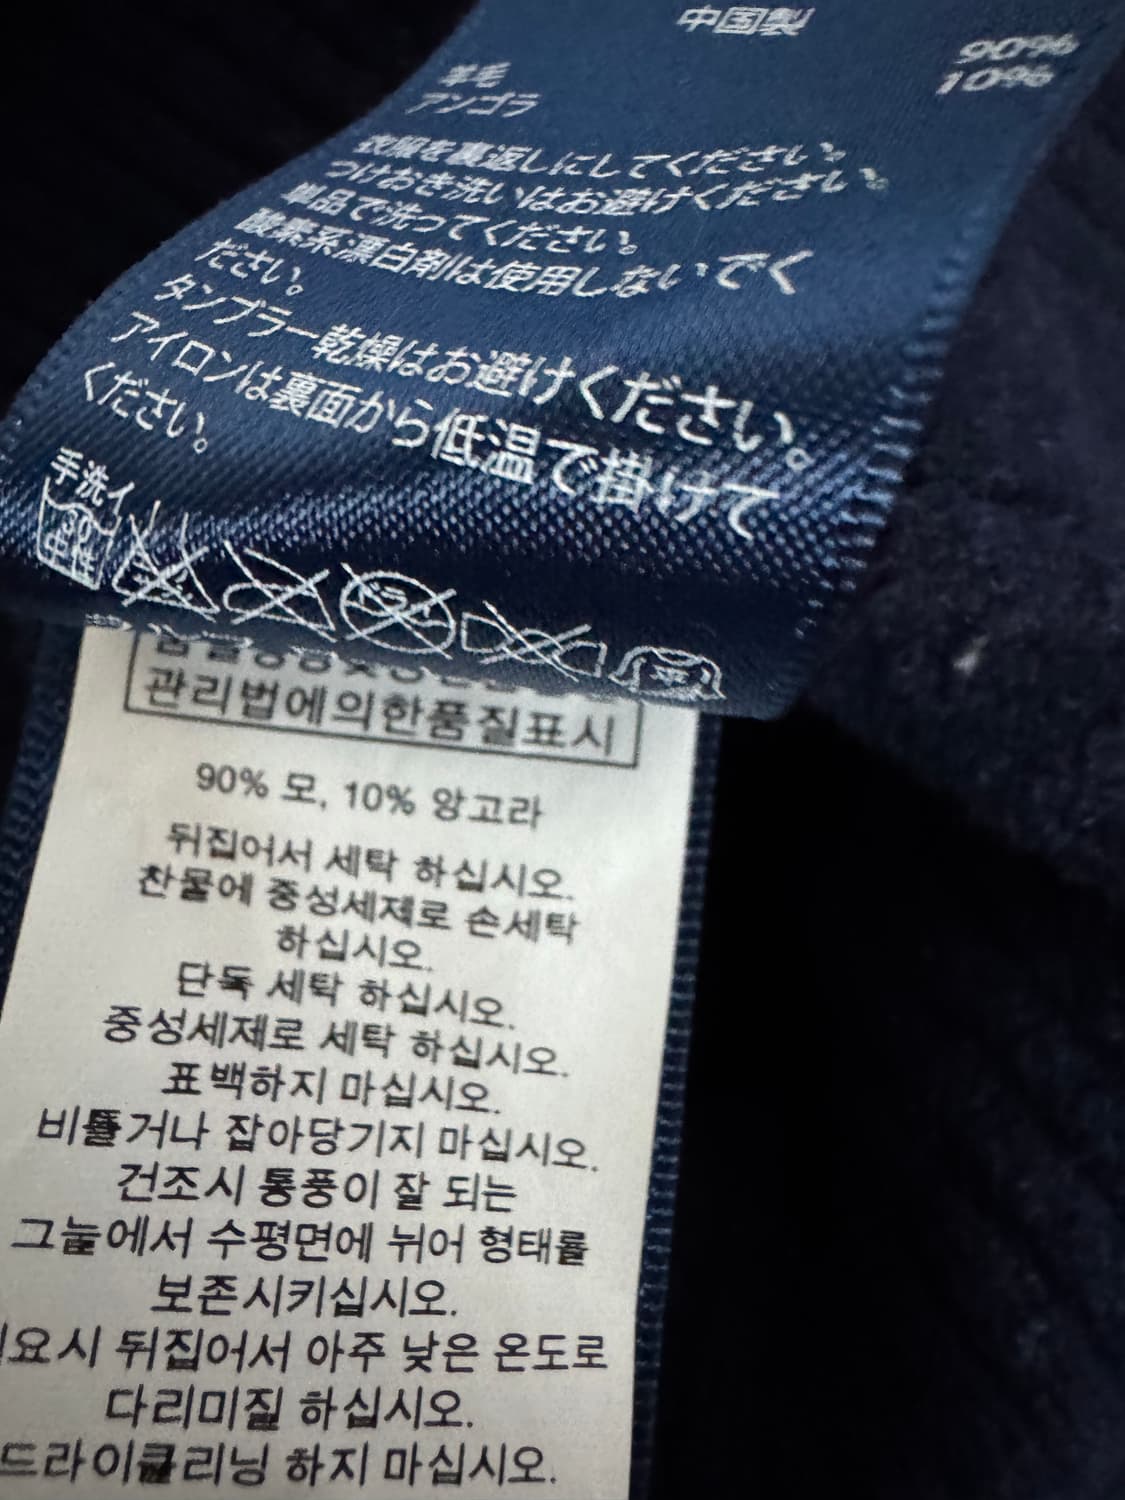 中国製
羊毛 90%
アンゴラ 10%
衣服を裏返しにしてください。
つけおき洗いはお避けください。
単品で洗ってください。
酸素系漂白剤は使用しないでく
ださい。
タンブラー乾燥はお避けください。
アイロンは裏面から低温で掛けて
ください。
手洗イ
30
中性
ドライ
관리법에의한품질표시
90% 모, 10% 앙고라
뒤집어서 세탁 하십시오.
찬물에 중성세제로 손세탁
하십시오.
단독 세탁 하십시오.
중성세제로 세탁 하십시오.
표백하지 마십시오.
비틀거나 잡아당기지 마십시오.
건조시 통풍이 잘 되는
그늘에서 수평면에 뉘어 형태를
보존시키십시오.
요시 뒤집어서 아주 낮은 온도로
다리미질 하십시오.
드라이클리닝 하지 마십시오.